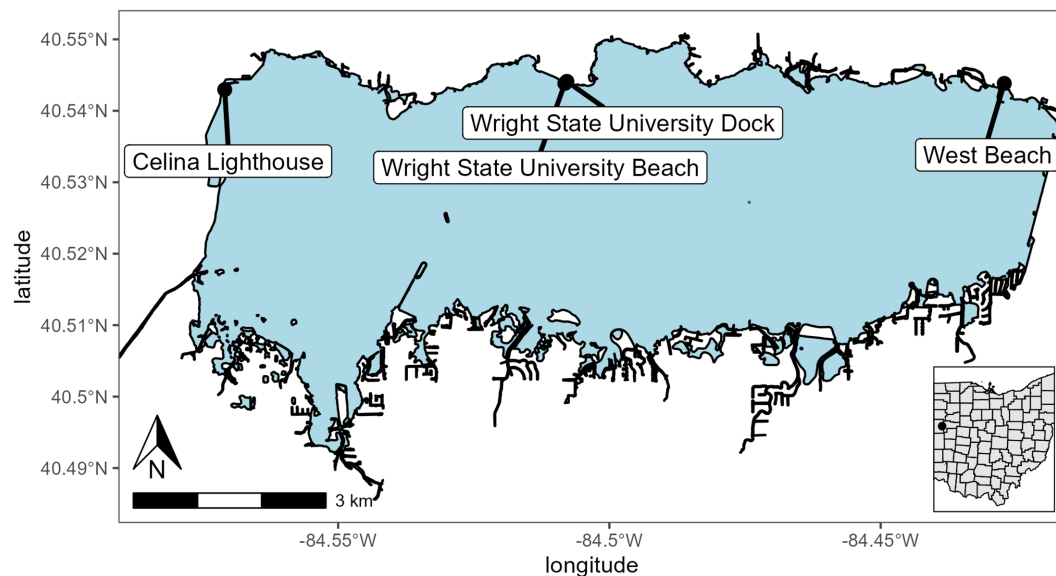 40.55°N
40.54°N
40.53°N
40.52°N
40.51°N
40.5°N
40.49°N
latitude
Wright State University Dock
Celina Lighthouse
Wright State University Beach
West Beach
N
3 km
-84.55°W
-84.5°W
-84.45°W
longitude